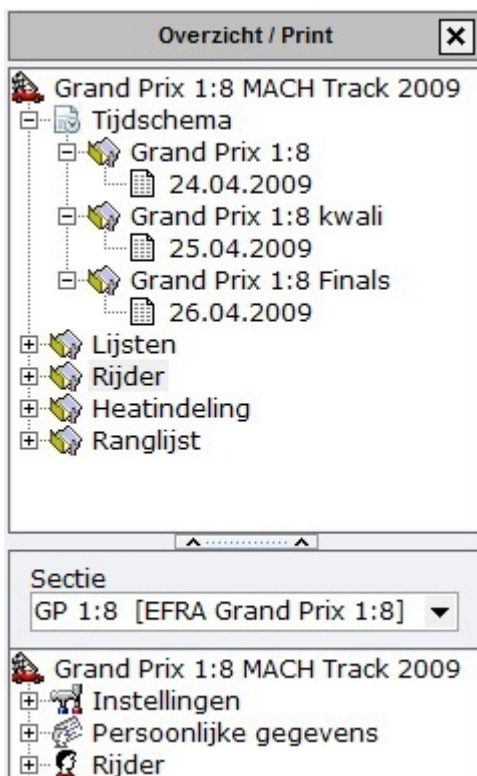 Overzicht / Print
Grand Prix 1:8 MACH Track 2009
Tijdschema
Grand Prix 1:8
24.04.2009
Grand Prix 1:8 kwali
25.04.2009
Grand Prix 1:8 Finals
26.04.2009
Lijsten
Rijder
Heatindeling
Ranglijst
Sectie
GP 1:8 [EFRA Grand Prix 1:8]
Grand Prix 1:8 MACH Track 2009
Instellingen
Persoonlijke gegevens
Rijder